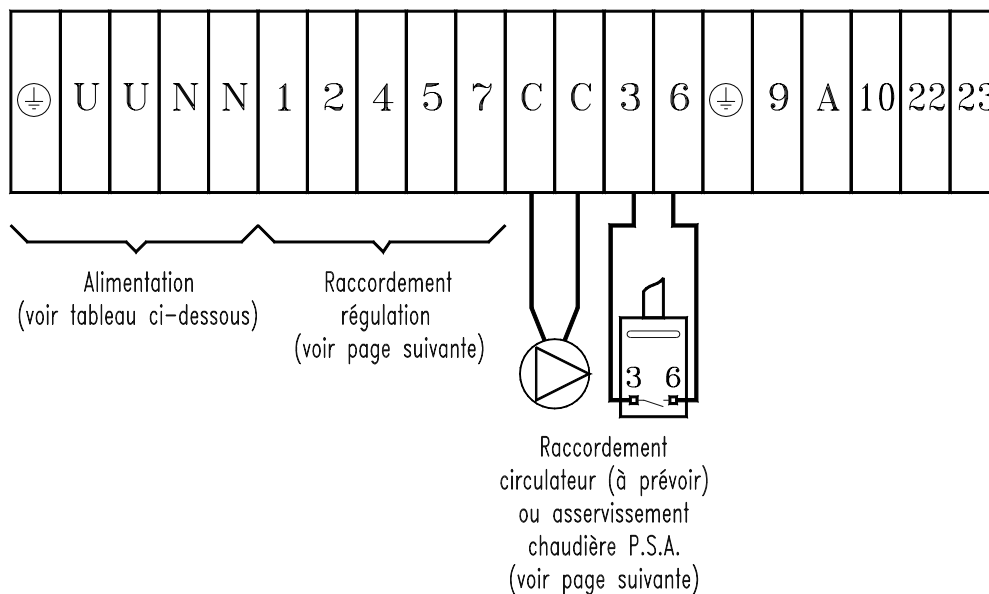 U U N N 1 2 4 5 7 C C 3 6 9 A 10 22 23
Alimentation
(voir tableau ci-dessous)
Raccordement
régulation
(voir page suivante)
3 6
Raccordement
circulateur (à prévoir)
ou asservissement
chaudière P.S.A.
(voir page suivante)